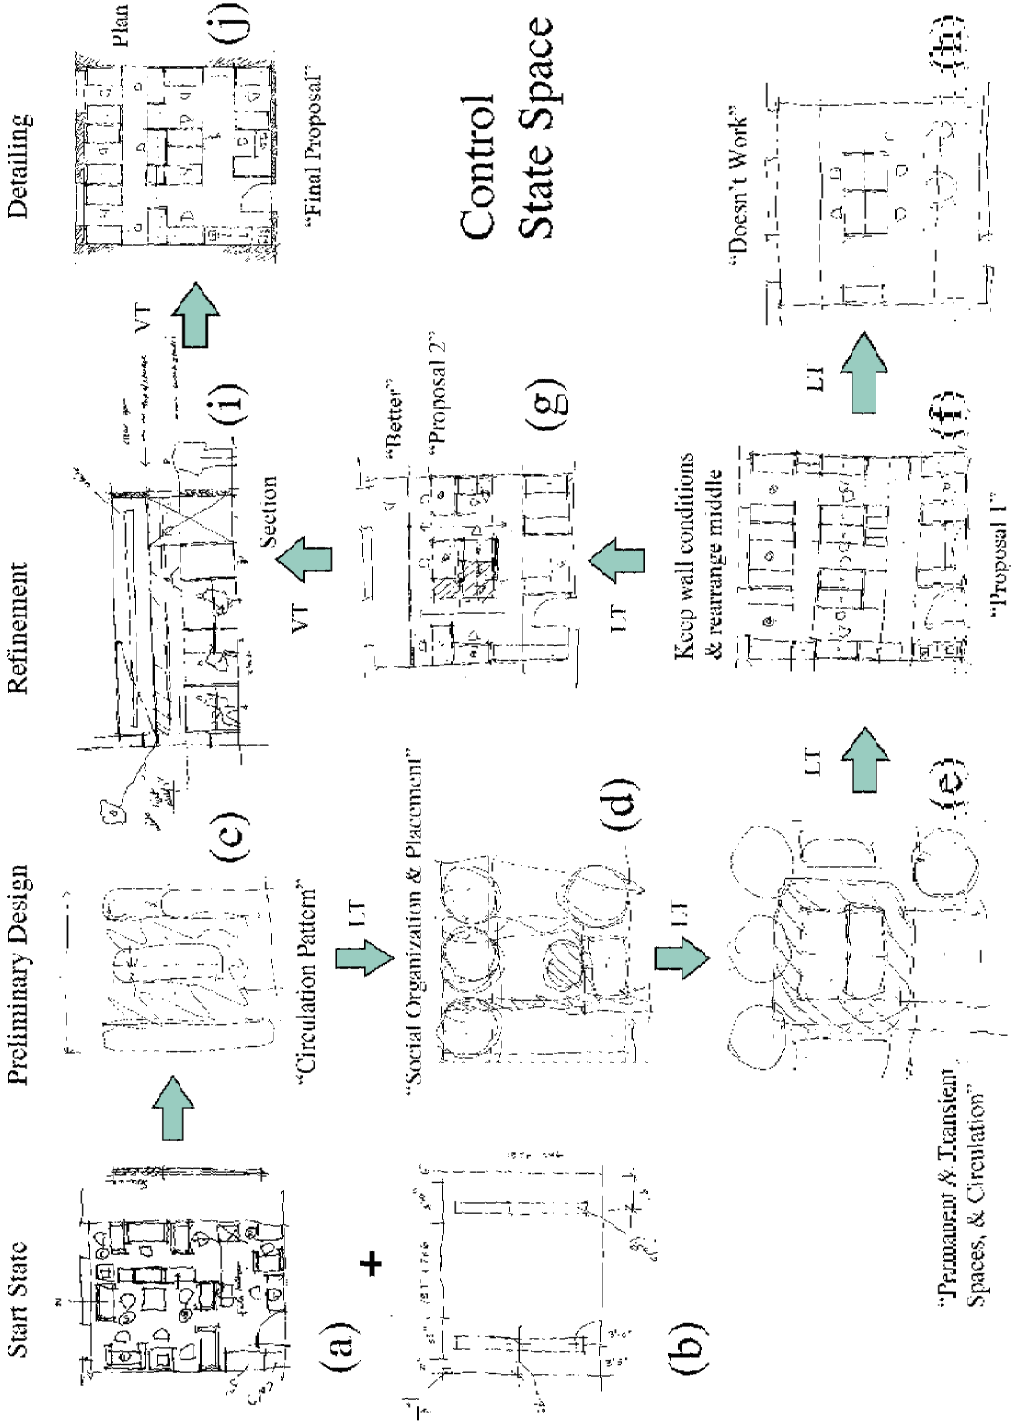 Start State
Preliminary Design
Refinement
Detailing
(a)
+
(b)
(c)
"Circulation Pattern"
LT
"Social Organization & Placement"
(d)
LT
"Permanent & Transient
Spaces, & Circulation"
(e)
LT
"Proposal 1"
(f)
Keep wall conditions
& rearrange middle
LT
LT
"Doesn't Work"
(h)
"Better"
"Proposal 2"
(g)
VT
Section
(i)
VT
Plan
(j)
"Final Proposal"
Control
State Space